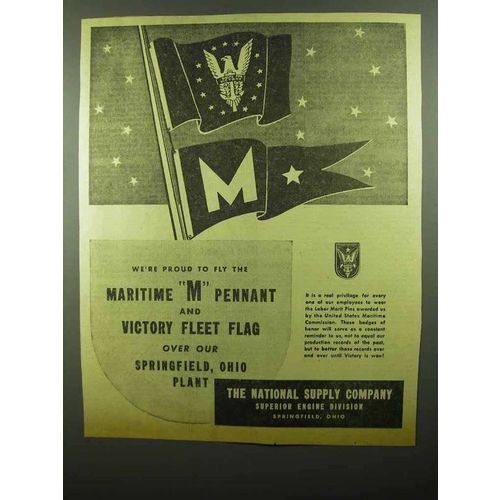 M
WE'RE PROUD TO FLY THE
MARITIME "M" PENNANT
AND
VICTORY FLEET FLAG
OVER OUR
SPRINGFIELD, OHIO
PLANT
It is a real privilege for every
one of our employees to wear
the Labor Merit Pins awarded us
by the United States Maritime
Commission. These badges of
honor will serve as a constant
reminder to us, not to equal our
production records of the past,
but to better these records over
and over until Victory is won!
THE NATIONAL SUPPLY COMPANY
SUPERIOR ENGINE DIVISION
SPRINGFIELD, OHIO